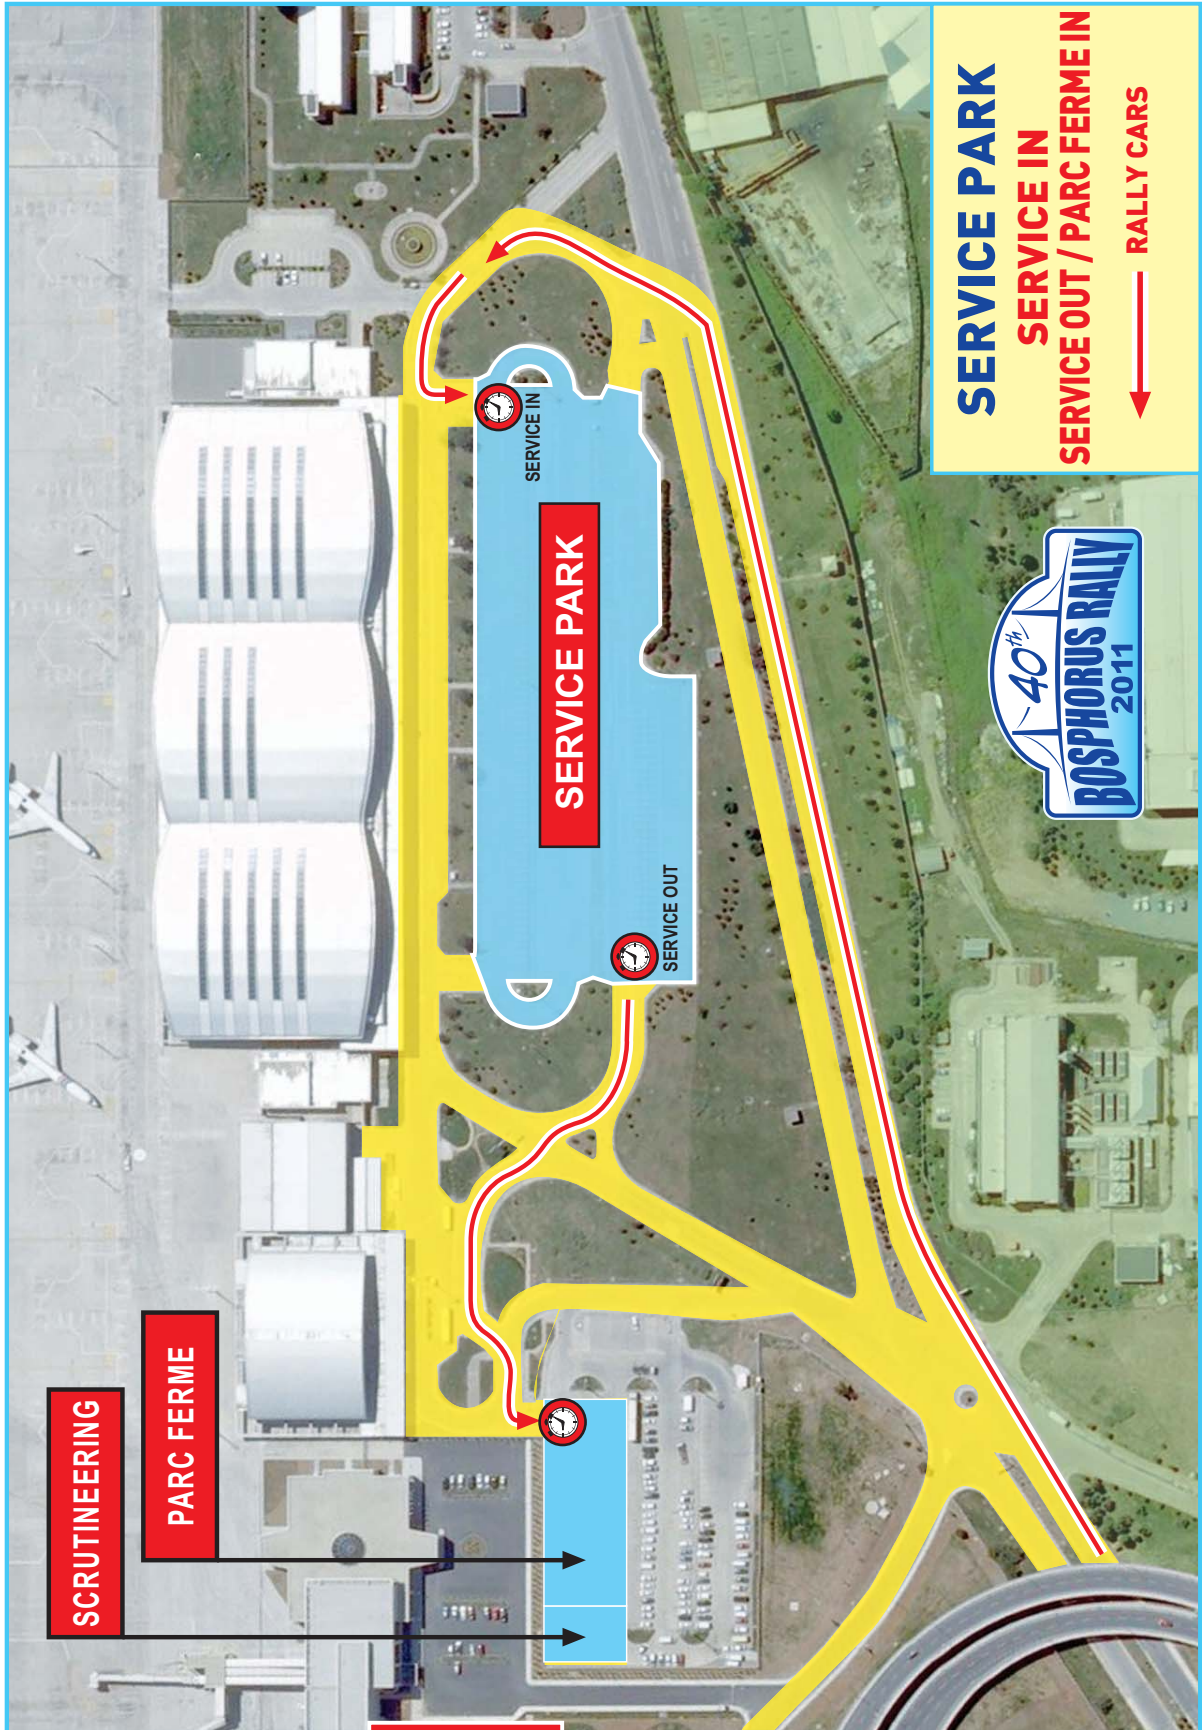 SERVICE PARK
SERVICE IN
SERVICE OUT / PARC FERME IN
RALLY CARS
SERVICE IN
SERVICE PARK
SERVICE OUT
40th
BOSPHORUS RALLY
2011
PARC FERME
SCRUTINEERING